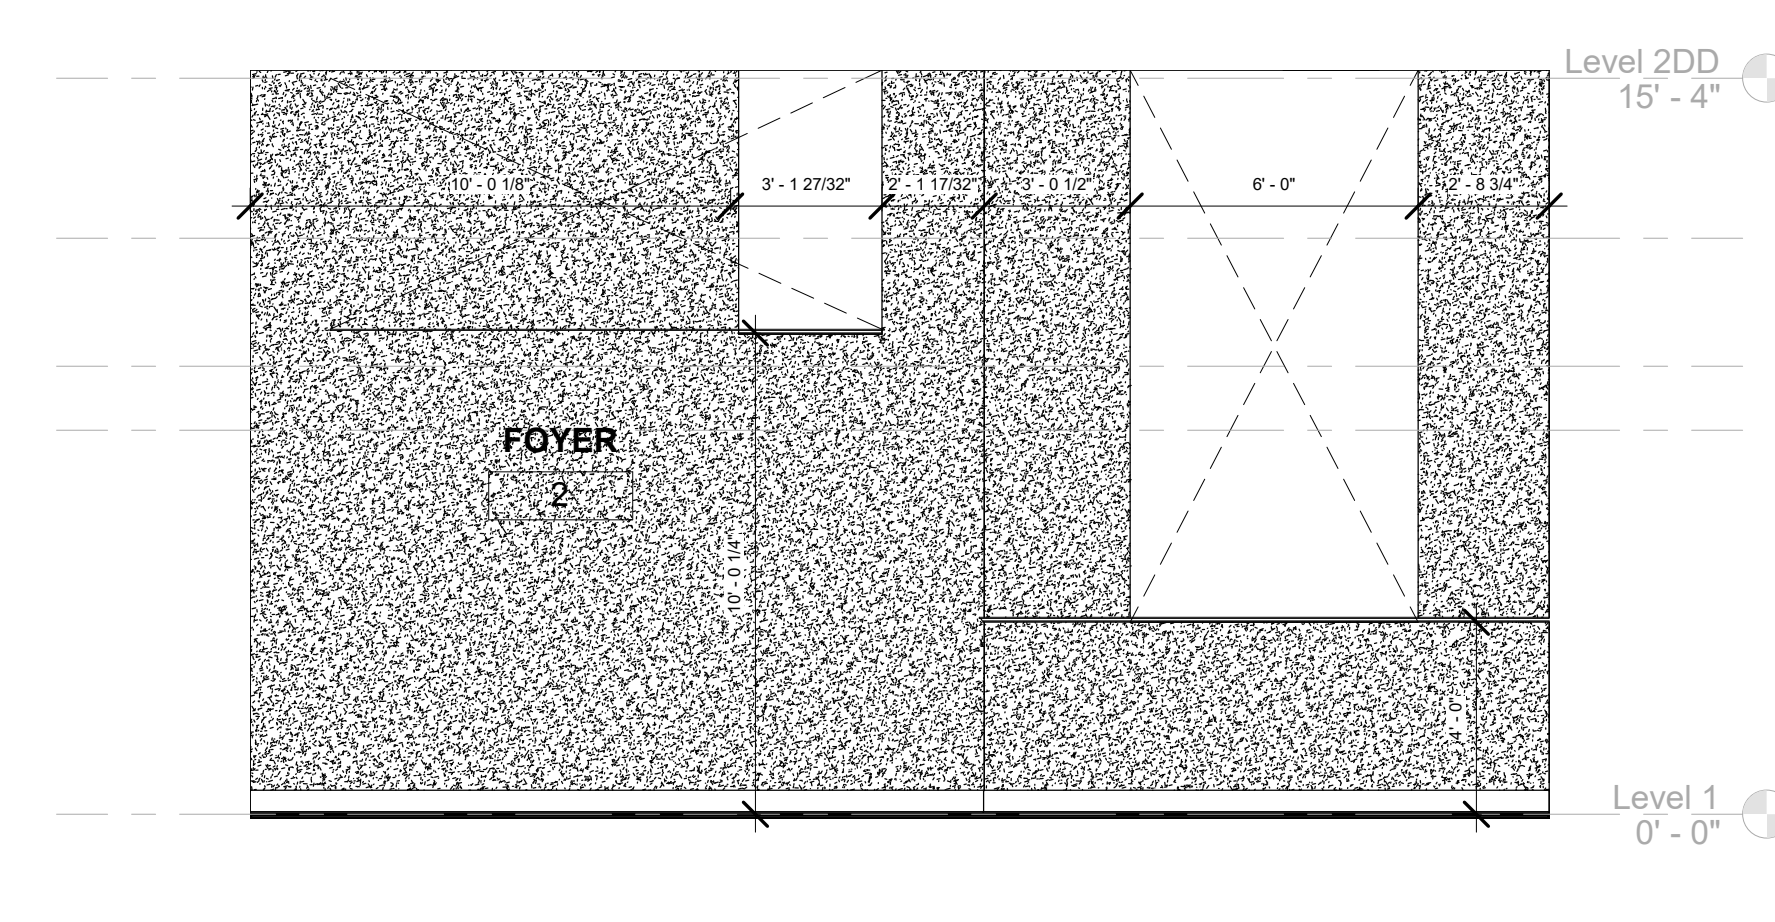 Level 2DD
15' - 4"
10' - 0 1/8"
3' - 1 27/32"
2' - 1 17/32"
3' - 0 1/2"
6' - 0"
2' - 8 3/4"
FOYER
2
10' - 0 1/4"
4' - 0"
Level 1
0' - 0"